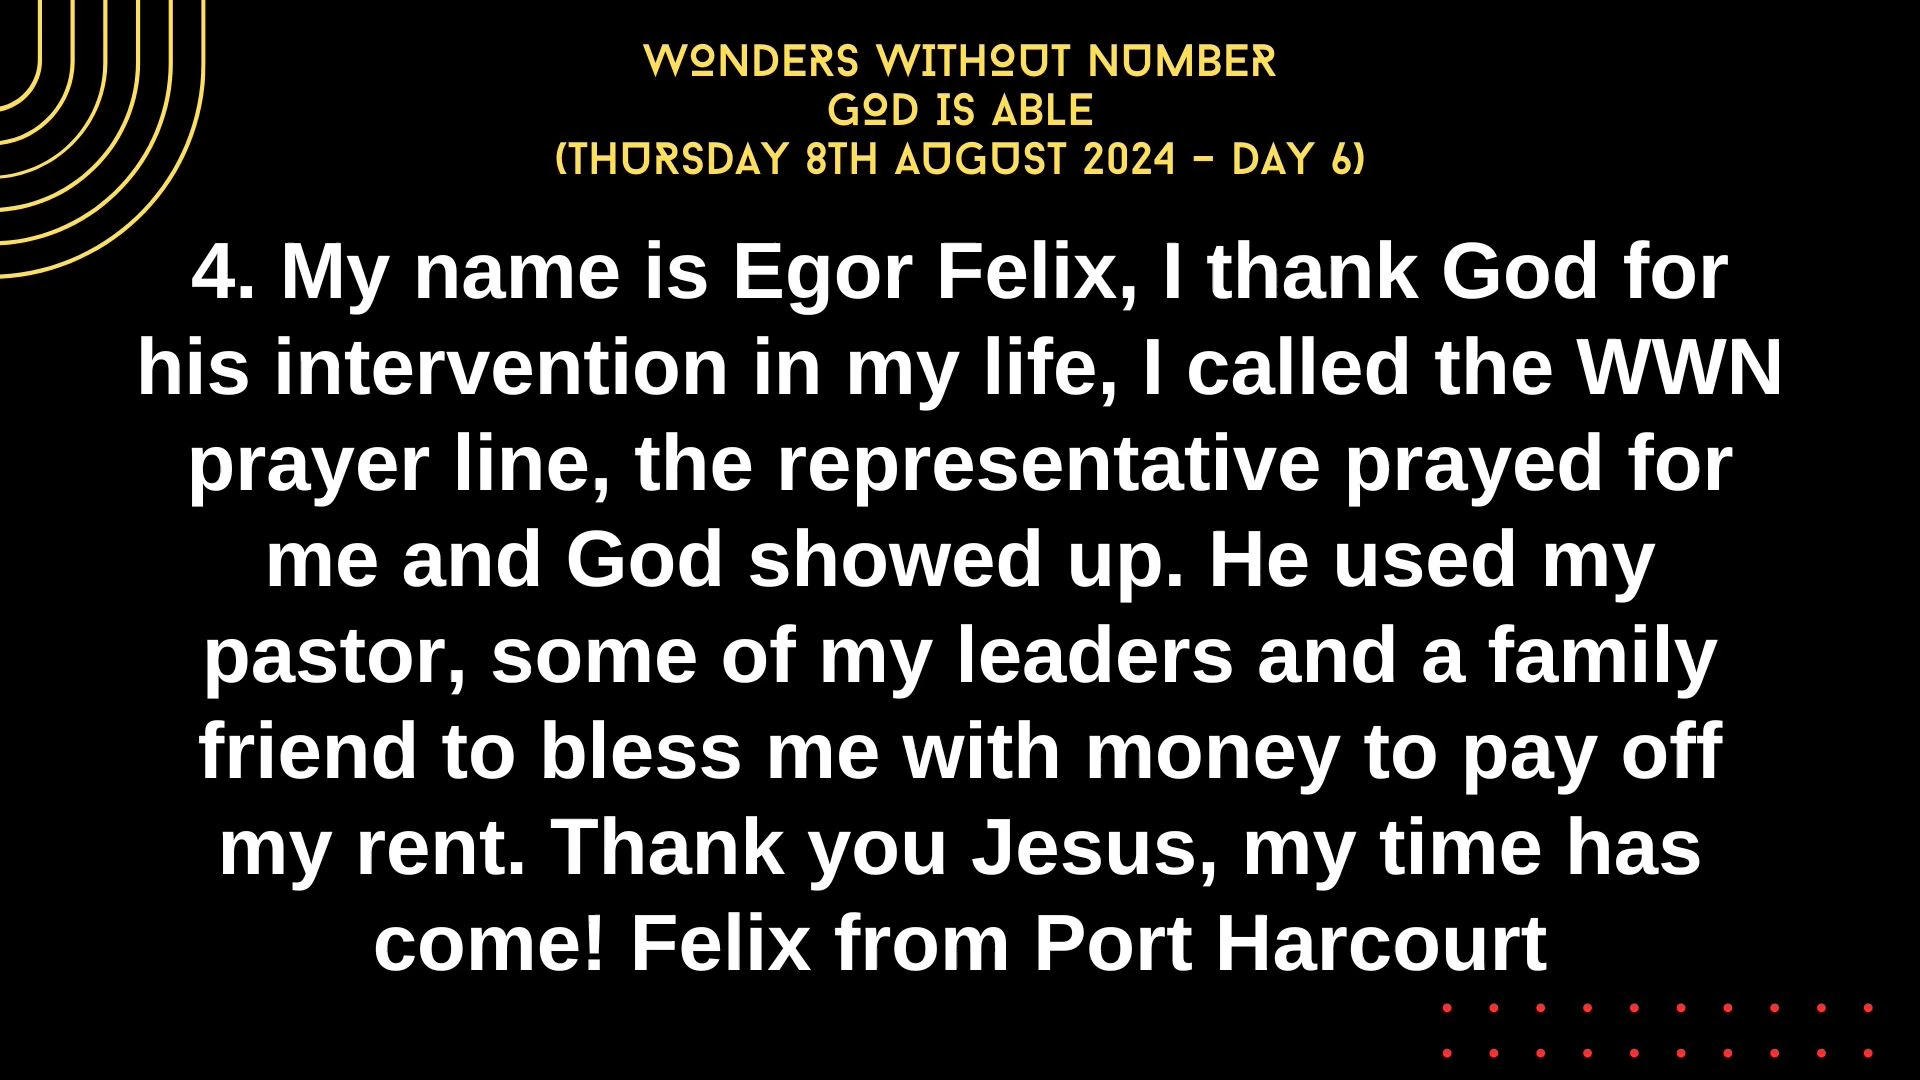 WONDERS WITHOUT NUMBER
GOD IS ABLE
(THURSDAY 8TH AUGUST 2024 – DAY 6)
4. My name is Egor Felix, I thank God for
his intervention in my life, I called the WWN
prayer line, the representative prayed for
me and God showed up. He used my
pastor, some of my leaders and a family
friend to bless me with money to pay off
my rent. Thank you Jesus, my time has
come! Felix from Port Harcourt